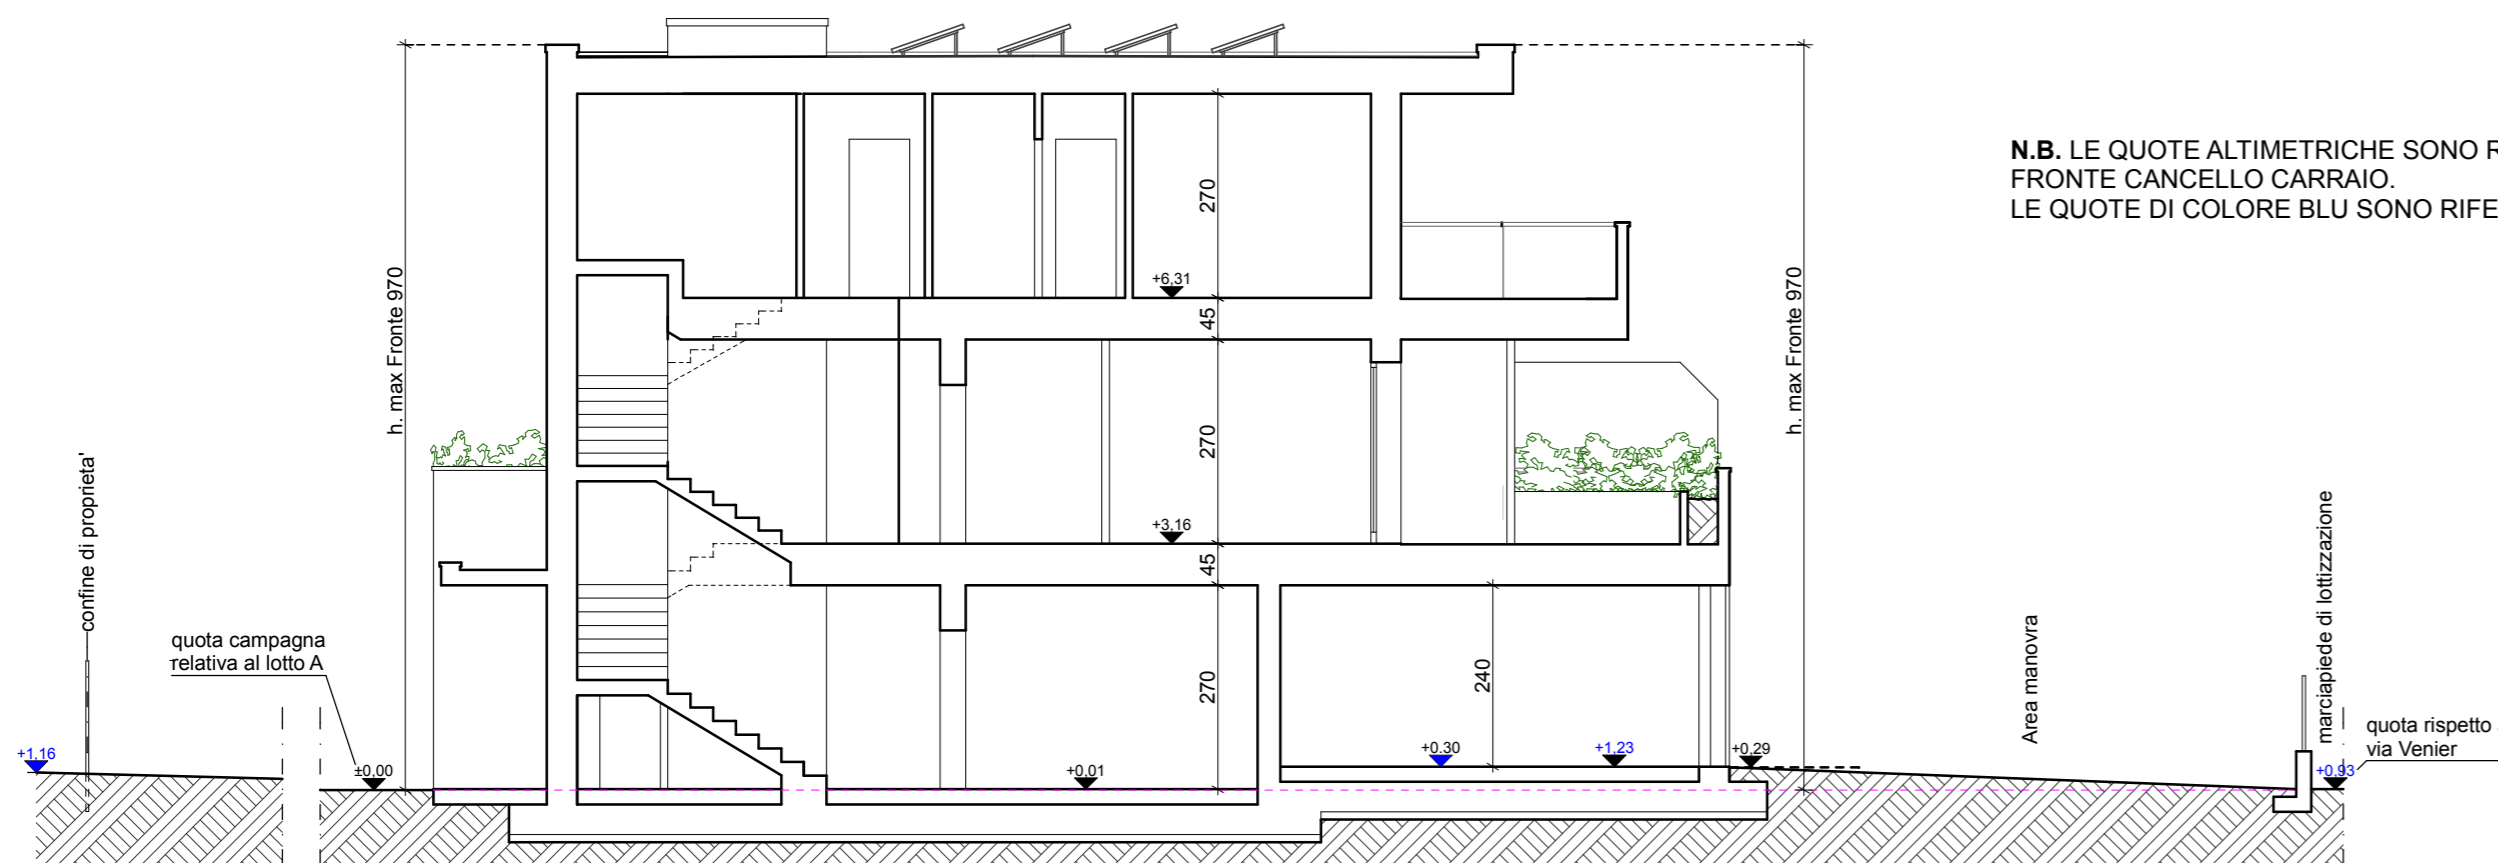 N.B. LE QUOTE ALTIMETRICHE SONO R
FRONTE CANCELLO CARRAIO.
LE QUOTE DI COLORE BLU SONO RIFE
h. max Fronte 970
h. max Fronte 970
270
+6,31
45
270
+3,16
45
270
240
confine di proprieta'
quota campagna
relativa al lotto A
+1,16
±0,00
+0,01
+0.30
+1,23
+0,29
Area manovra
marciapiede di lottizzazione
quota rispetto
via Venier
+0,93